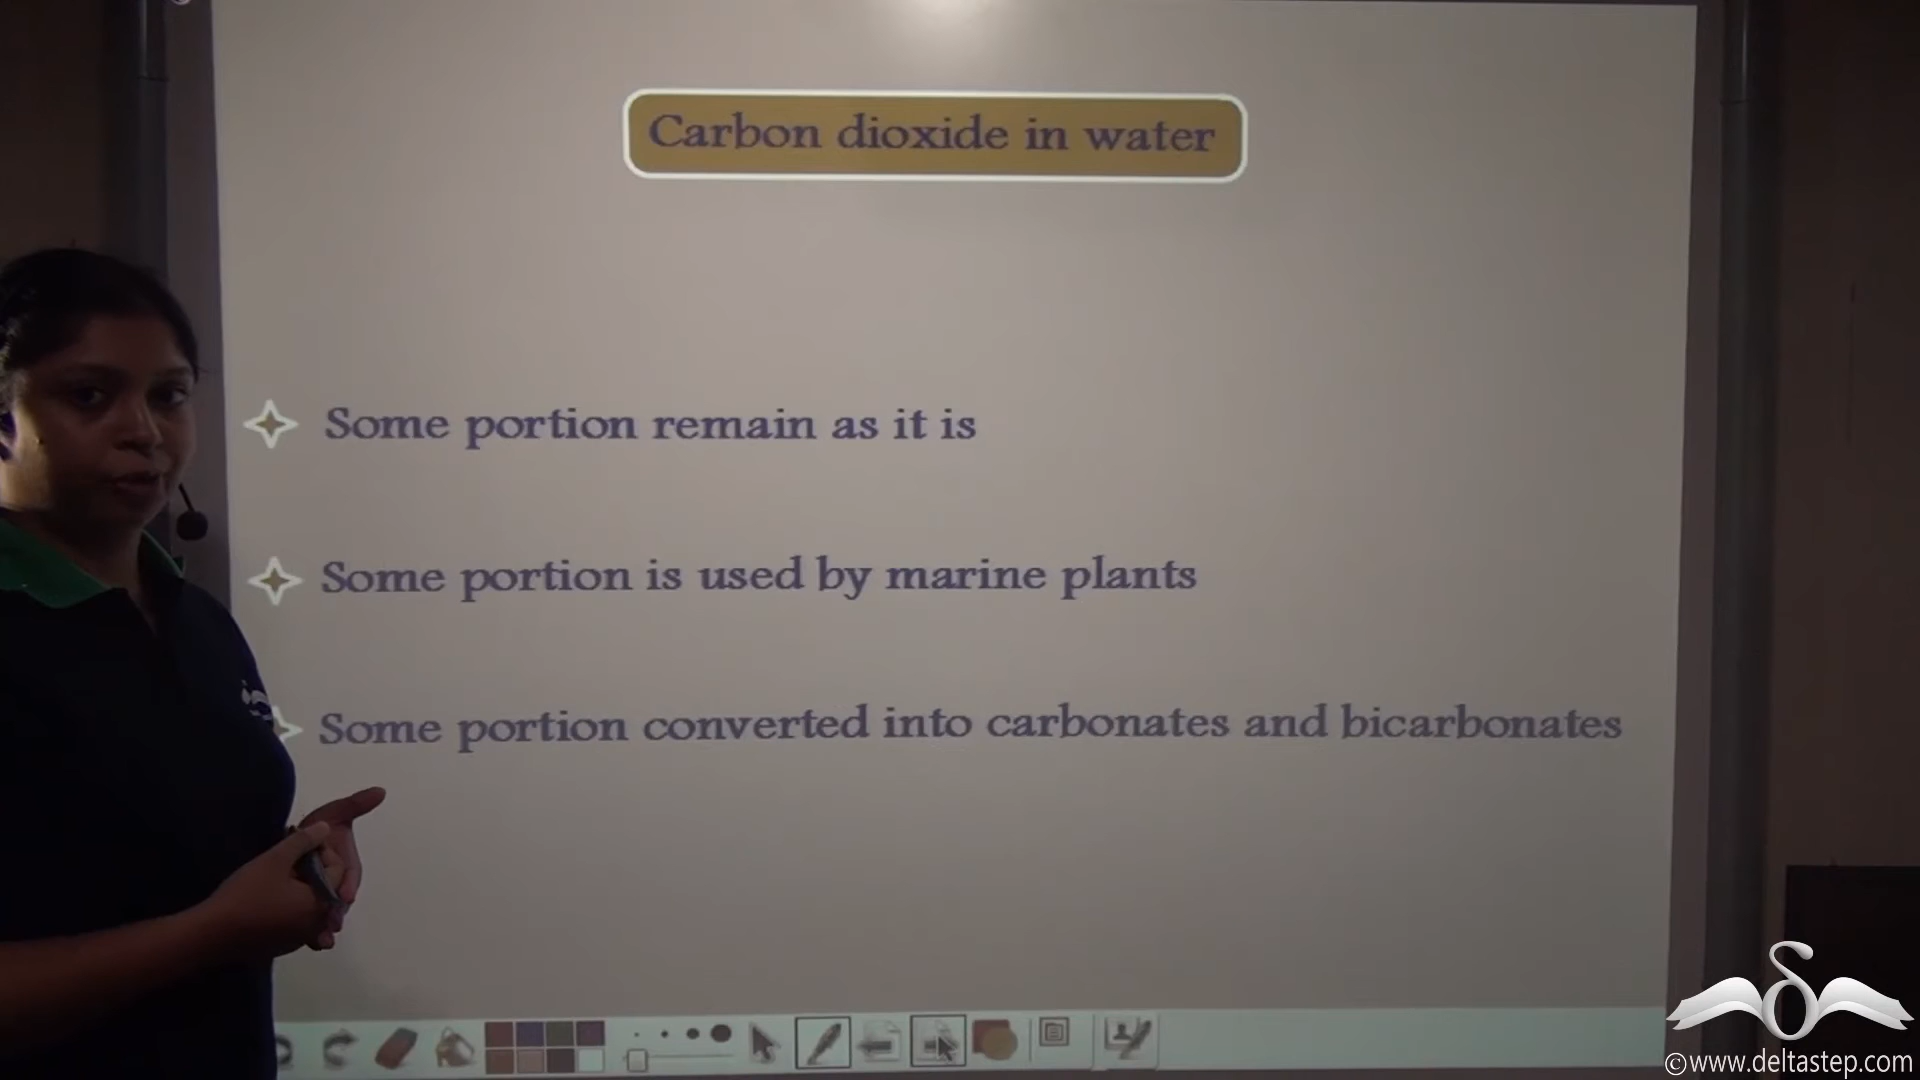 Carbon dioxide in water
Some portion remain as it is
Some portion is used by marine plants
Some portion converted into carbonates and bicarbonates
©www.deltastep.com